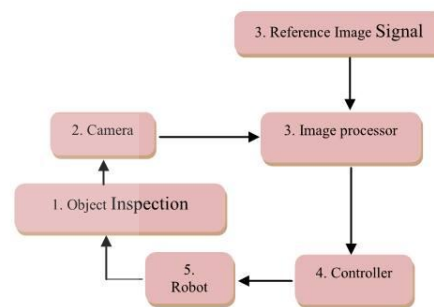 3. Reference Image Signal
2. Camera
3. Image processor
1. Object Inspection
5.
Robot
4. Controller